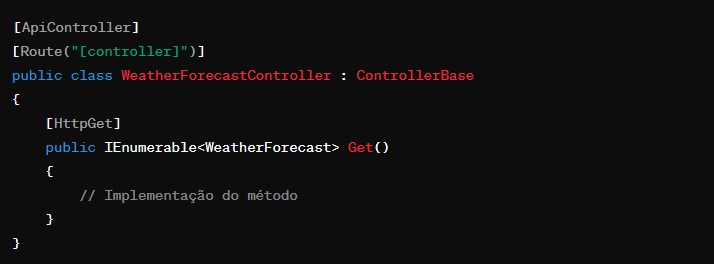 [ApiController]
[Route("[controller]")]
public class WeatherForecastController : ControllerBase
{
    [HttpGet]
    public IEnumerable<WeatherForecast> Get()
    {
        // Implementação do método
    }
}